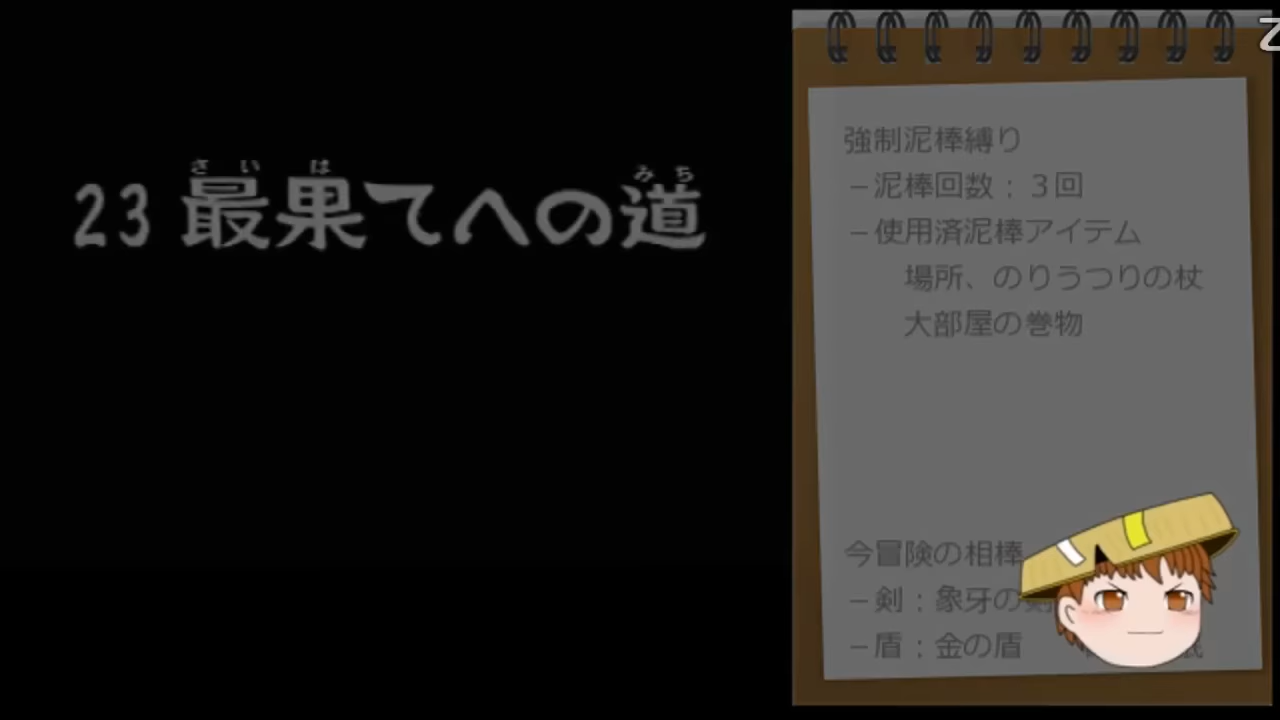 23 最果てへの道
さい は みち
強制泥棒縛り
－泥棒回数：３回
－使用済泥棒アイテム
場所、のりうつりの杖
大部屋の巻物
今冒険の相棒
－剣：象牙の剣
－盾：金の盾